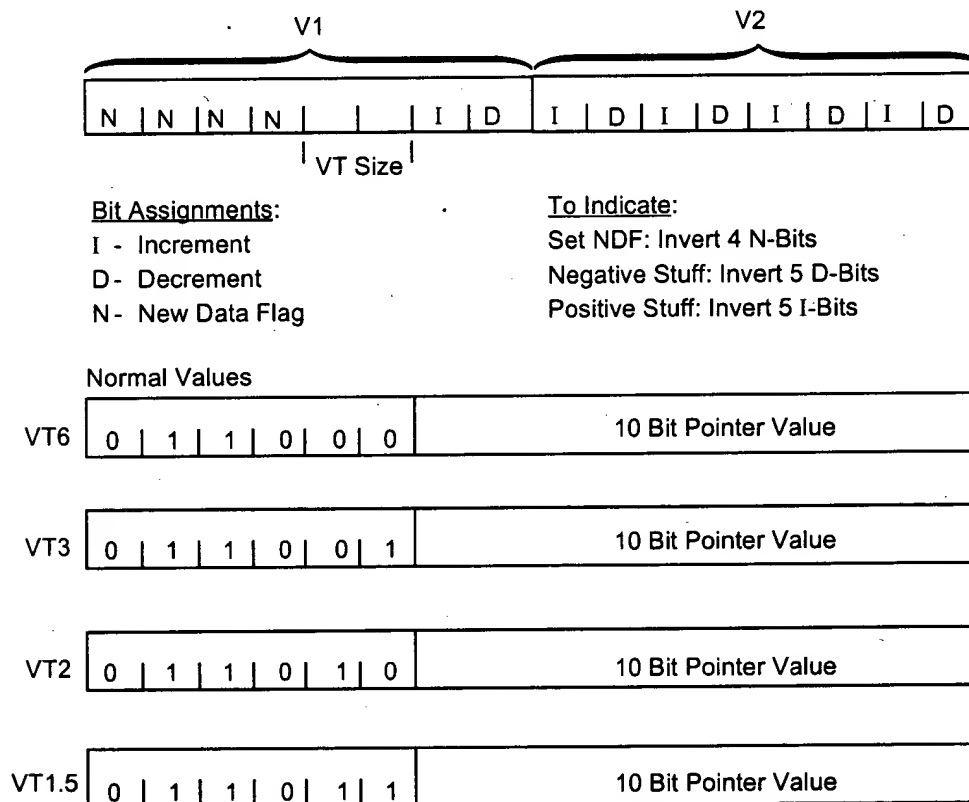 V1 V2
N | N | N | N | | | I | D I | D | I | D | I | D | I | D
VT Size
Bit Assignments:
I - Increment
D - Decrement
N - New Data Flag
To Indicate:
Set NDF: Invert 4 N-Bits
Negative Stuff: Invert 5 D-Bits
Positive Stuff: Invert 5 I-Bits
Normal Values
VT6 0 | 1 | 1 | 0 | 0 | 0 10 Bit Pointer Value
VT3 0 | 1 | 1 | 0 | 0 | 1 10 Bit Pointer Value
VT2 0 | 1 | 1 | 0 | 1 | 0 10 Bit Pointer Value
VT1.5 0 | 1 | 1 | 0 | 1 | 1 10 Bit Pointer Value